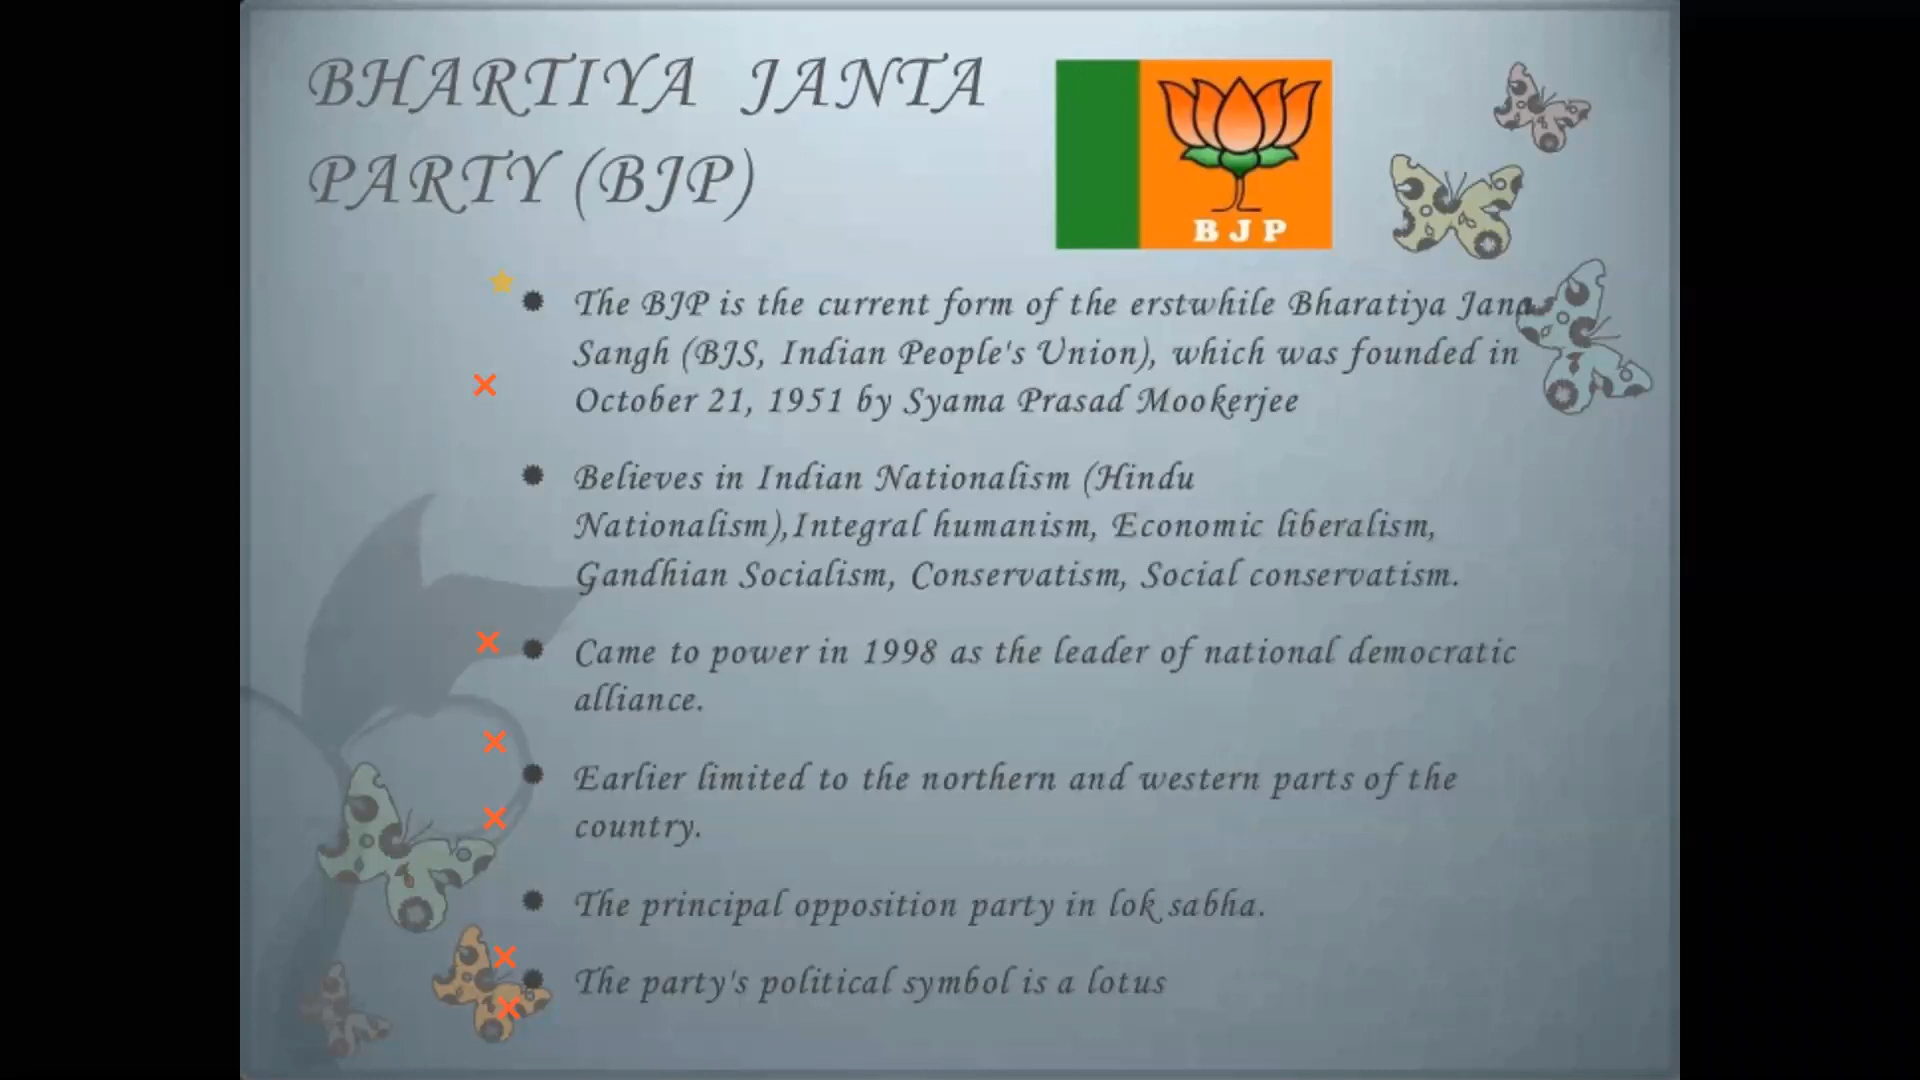 BHARTIYA JANTA
PARTY (BJP)
BJP
The BJP is the current form of the erstwhile Bharatiya Jana
Sangh (BJS, Indian People's Union), which was founded in
October 21, 1951 by Syama Prasad Mookerjee
Believes in Indian Nationalism (Hindu
Nationalism),Integral humanism, Economic liberalism,
Gandhian Socialism, Conservatism, Social conservatism.
Came to power in 1998 as the leader of national democratic
alliance.
Earlier limited to the northern and western parts of the
country.
The principal opposition party in lok sabha.
The party's political symbol is a lotus